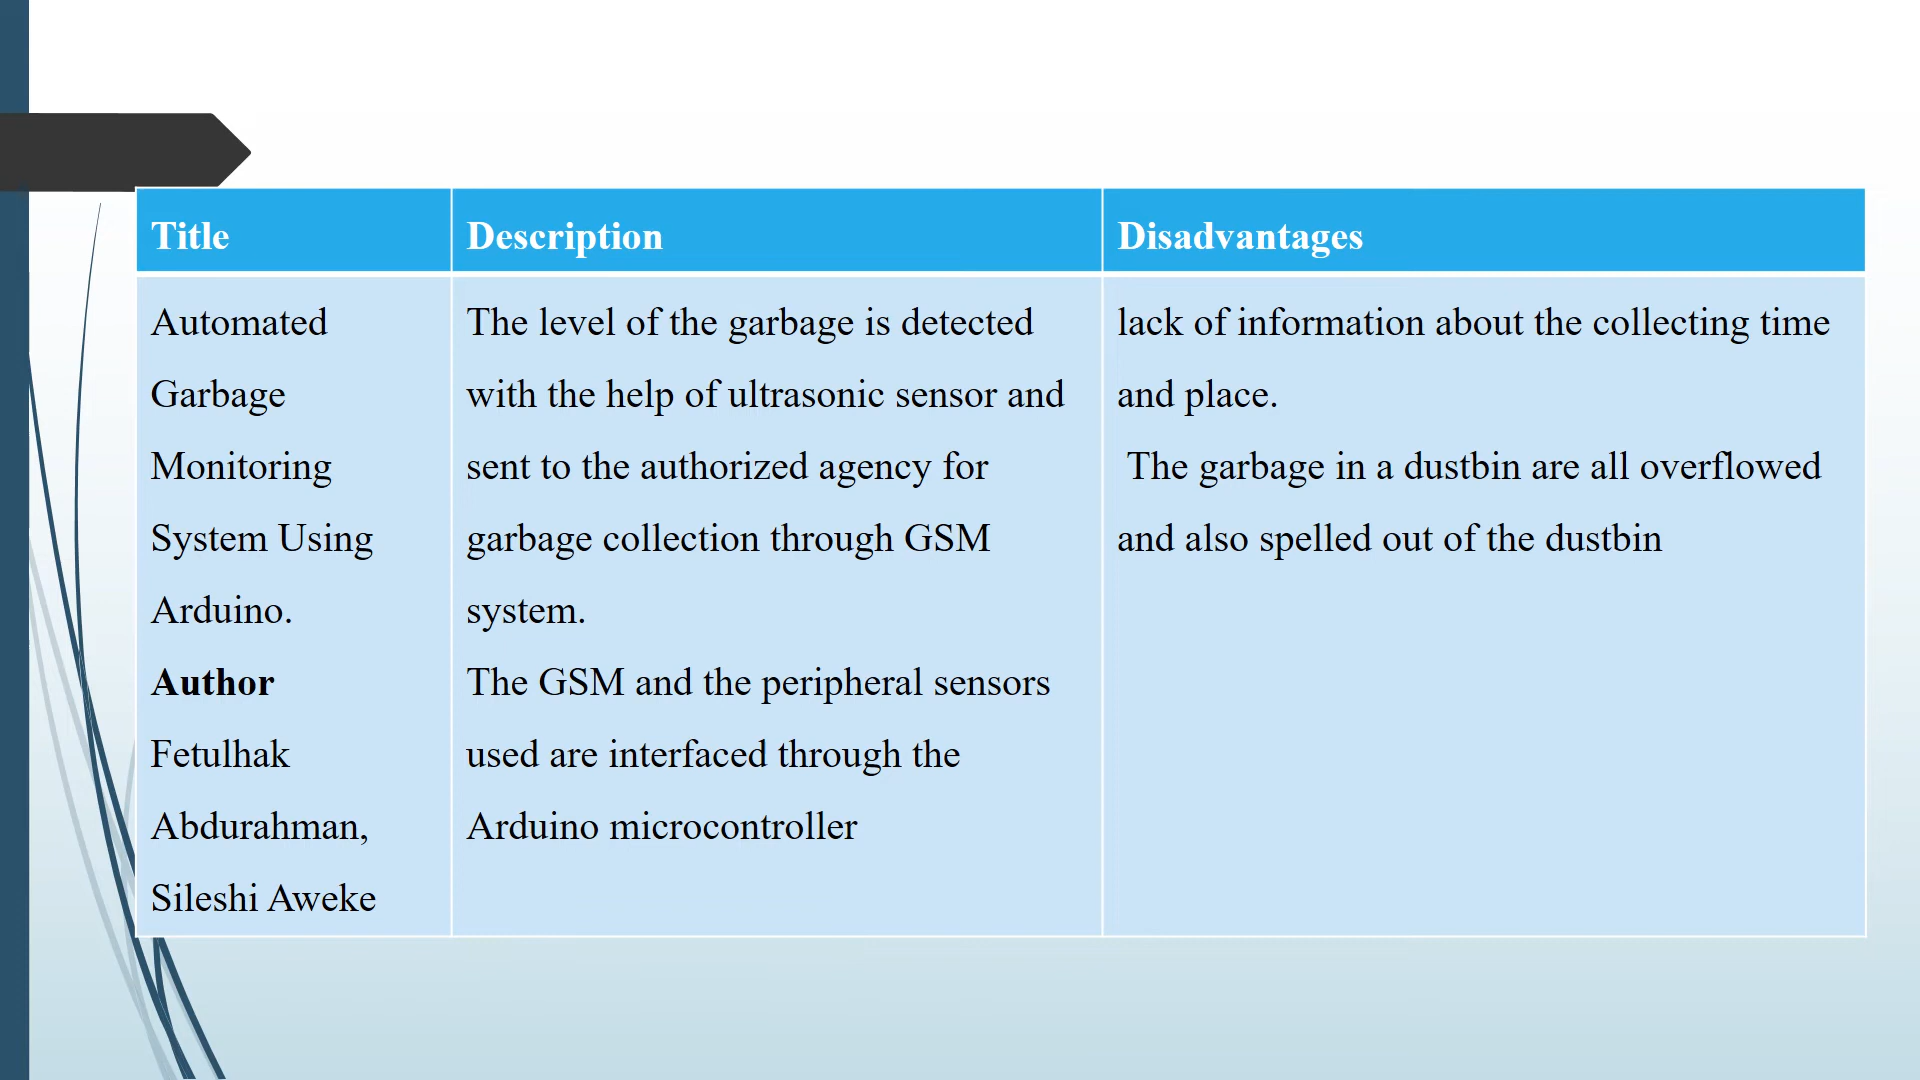 Title
Description
Disadvantages
Automated
Garbage
Monitoring
System Using
Arduino.
Author
Fetulhak
Abdurahman,
Sileshi Aweke
The level of the garbage is detected
with the help of ultrasonic sensor and
sent to the authorized agency for
garbage collection through GSM
system.
The GSM and the peripheral sensors
used are interfaced through the
Arduino microcontroller
lack of information about the collecting time
and place.
The garbage in a dustbin are all overflowed
and also spelled out of the dustbin